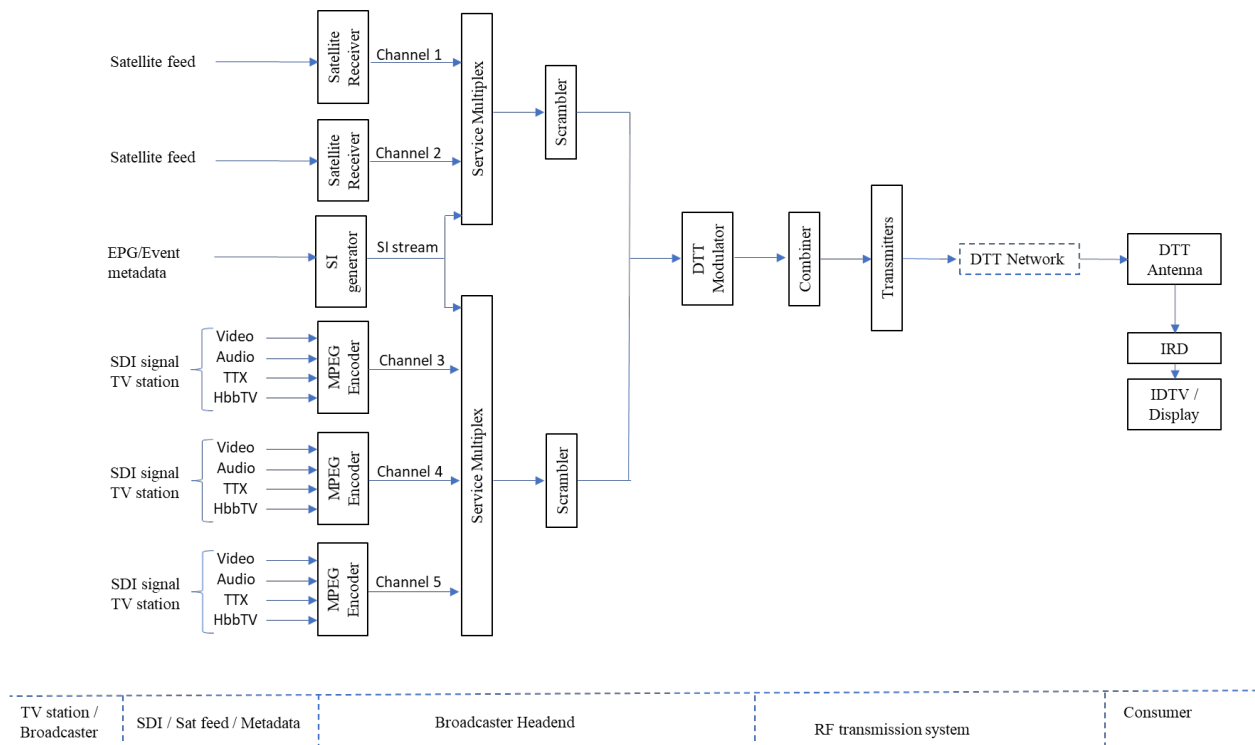 Satellite feed
Satellite
Receiver
Channel 1
Satellite feed
Satellite
Receiver
Channel 2
Service Multiplex
Scrambler
EPG/Event
metadata
SI
generator
SI stream
SDI signal
TV station
Video
Audio
TTX
HbbTV
MPEG
Encoder
Channel 3
SDI signal
TV station
Video
Audio
TTX
HbbTV
MPEG
Encoder
Channel 4
SDI signal
TV station
Video
Audio
TTX
HbbTV
MPEG
Encoder
Channel 5
Service Multiplex
Scrambler
DTT
Modulator
Combiner
Transmitters
DTT Network
DTT
Antenna
IRD
IDTV /
Display
TV station /
Broadcaster
SDI / Sat feed / Metadata
Broadcaster Headend
RF transmission system
Consumer